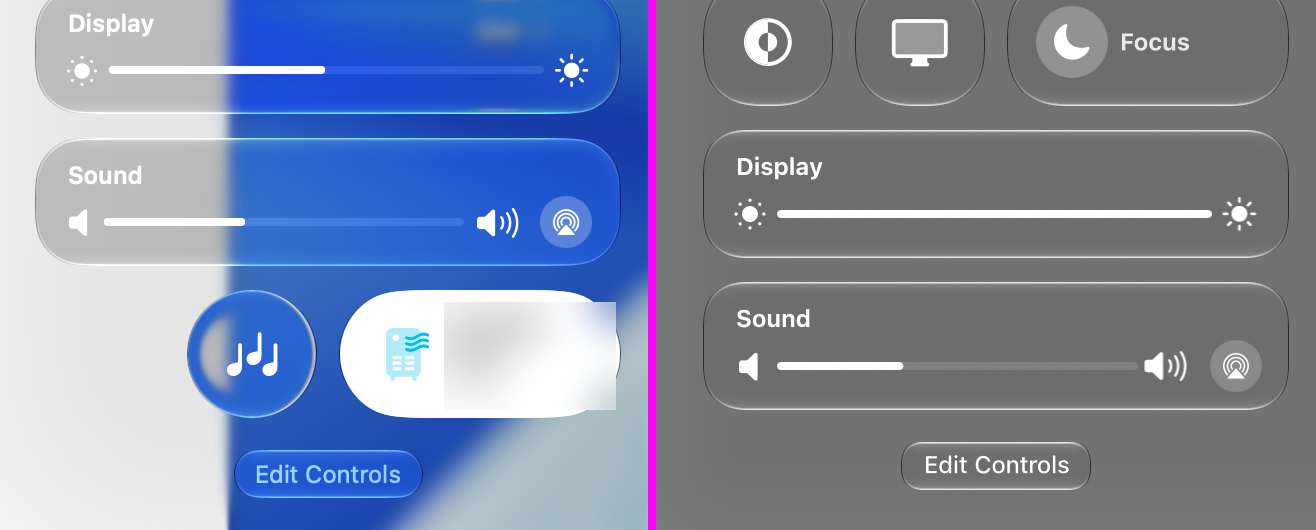 Display
Sound
Edit Controls
Focus
Display
Sound
Edit Controls